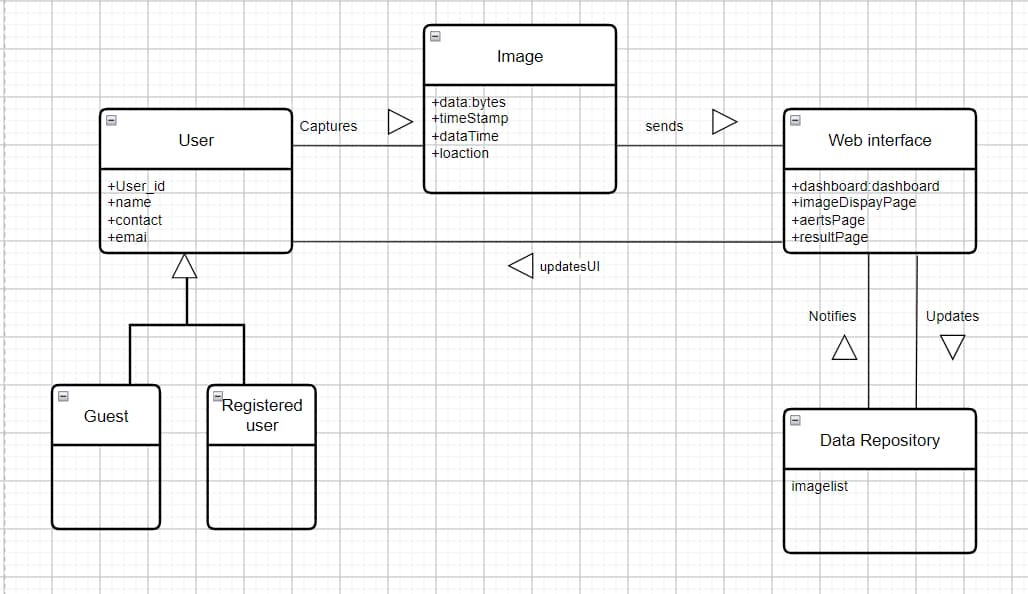 Image
+data:bytes
+timeStamp
+dataTime
+loaction
User
+User_id
+name
+contact
+emai
Captures
sends
Web interface
+dashboard:dashboard
+imageDispayPage
+aertsPage
+resultPage
updatesUI
Notifies
Updates
Guest
Registered
user
Data Repository
imagelist